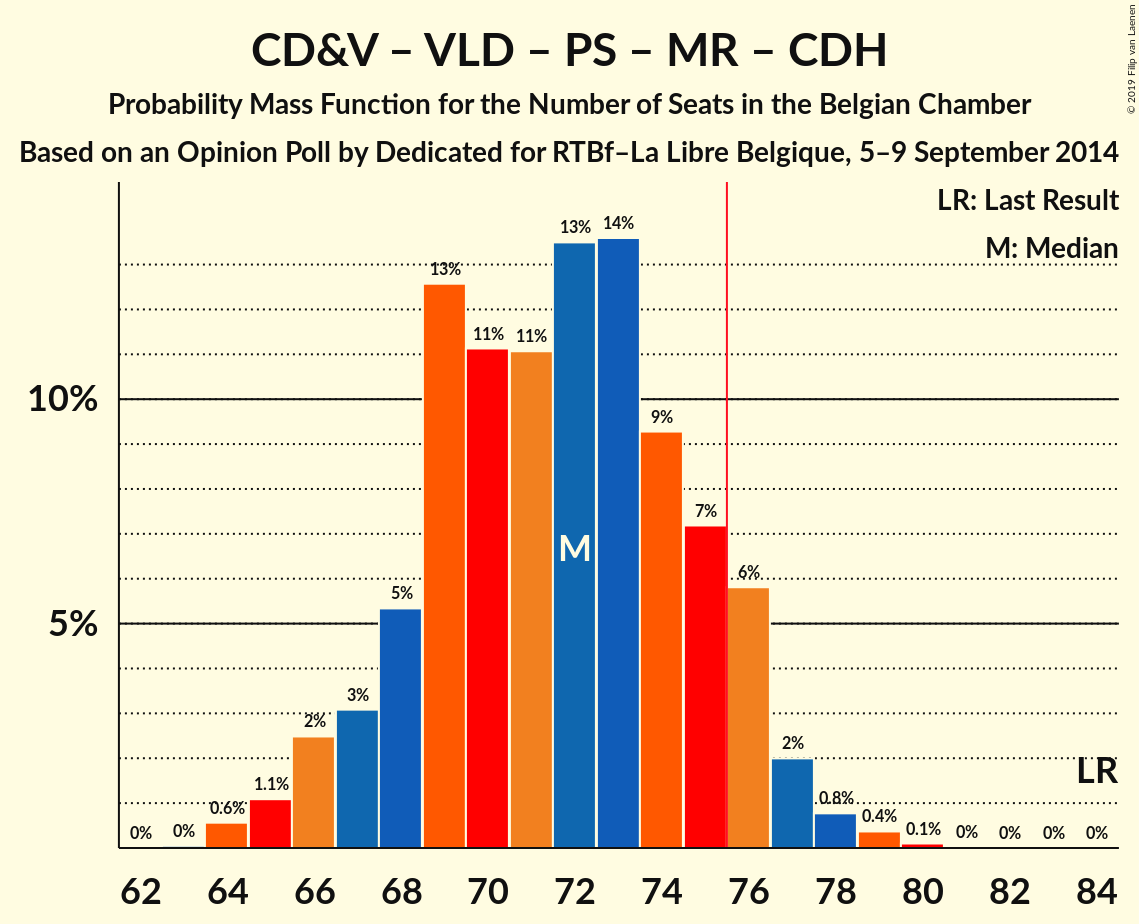 CD&V – VLD – PS – MR – CDH
Probability Mass Function for the Number of Seats in the Belgian Chamber
Based on an Opinion Poll by Dedicated for RTBf–La Libre Belgique, 5–9 September 2014
© 2019 Filip van Laenen
LR: Last Result
M: Median
10%
5%
0%
0%
0.6%
1.1%
2%
3%
5%
13%
11%
11%
13%
14%
9%
7%
6%
2%
0.8%
0.4%
0.1%
0%
0%
0%
0%
M
LR
62 64 66 68 70 72 74 76 78 80 82 84